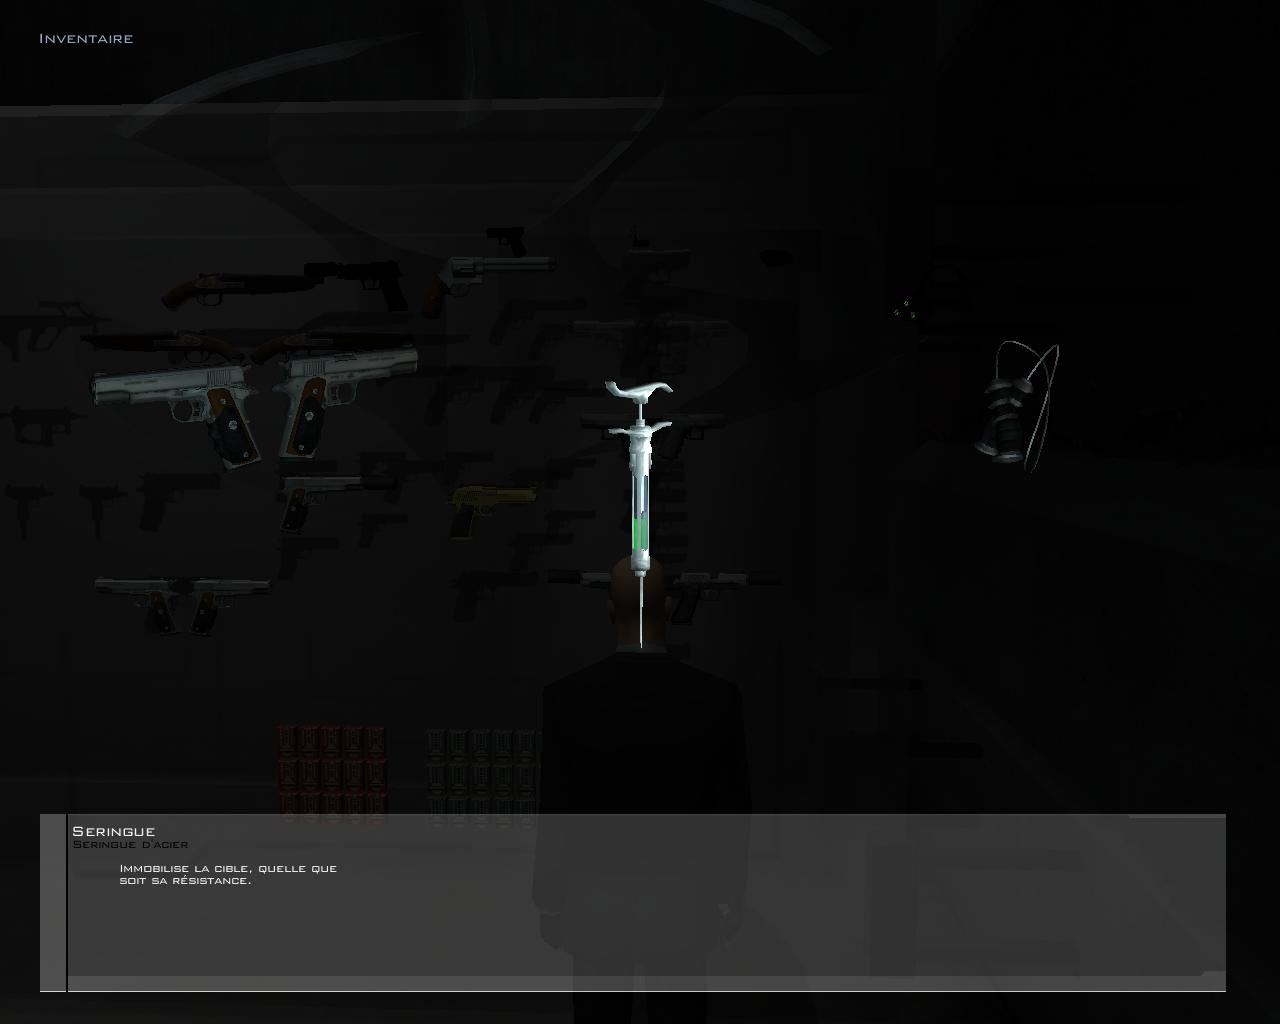 Inventaire
Seringue
Seringue d'acier
Immobilise la cible, quelle que
soit sa résistance.